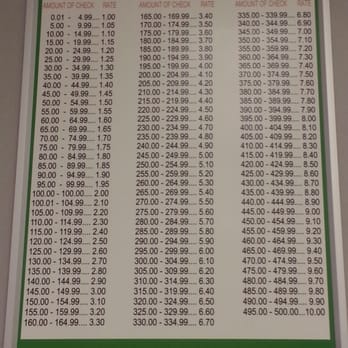 AMOUNT OF CHECK RATE
0.01 - 4.99.... 1.00
5.00 - 9.99.... 1.05
10.00 - 14.99.... 1.10
15.00 - 19.99.... 1.15
20.00 - 24.99.... 1.20
25.00 - 29.99.... 1.25
30.00 - 34.99.... 1.30
35.00 - 39.99.... 1.35
40.00 - 44.99.... 1.40
45.00 - 49.99.... 1.45
50.00 - 54.99.... 1.50
55.00 - 59.99.... 1.55
60.00 - 64.99.... 1.60
65.00 - 69.99.... 1.65
70.00 - 74.99.... 1.70
75.00 - 79.99.... 1.75
80.00 - 84.99.... 1.80
85.00 - 89.99.... 1.85
90.00 - 94.99.... 1.90
95.00 - 99.99.... 1.95
100.00 - 100.00.... 2.00
100.01 - 104.99.... 2.10
105.00 - 109.99.... 2.20
110.00 - 114.99.... 2.30
115.00 - 119.99.... 2.40
120.00 - 124.99.... 2.50
125.00 - 129.99.... 2.60
130.00 - 134.99.... 2.70
135.00 - 139.99.... 2.80
140.00 - 144.99.... 2.90
145.00 - 149.99.... 3.00
150.00 - 154.99.... 3.10
155.00 - 159.99.... 3.20
160.00 - 164.99.... 3.30
AMOUNT OF CHECK RATE
165.00 - 169.99.... 3.40
170.00 - 174.99.... 3.50
175.00 - 179.99.... 3.60
180.00 - 184.99.... 3.70
185.00 - 189.99.... 3.80
190.00 - 194.99.... 3.90
195.00 - 199.99.... 4.00
200.00 - 204.99.... 4.10
205.00 - 209.99.... 4.20
210.00 - 214.99.... 4.30
215.00 - 219.99.... 4.40
220.00 - 224.99.... 4.50
225.00 - 229.99.... 4.60
230.00 - 234.99.... 4.70
235.00 - 239.99.... 4.80
240.00 - 244.99.... 4.90
245.00 - 249.99.... 5.00
250.00 - 254.99.... 5.10
255.00 - 259.99.... 5.20
260.00 - 264.99.... 5.30
265.00 - 269.99.... 5.40
270.00 - 274.99.... 5.50
275.00 - 279.99.... 5.60
280.00 - 284.99.... 5.70
285.00 - 289.99.... 5.80
290.00 - 294.99.... 5.90
295.00 - 299.99.... 6.00
300.00 - 304.99.... 6.10
305.00 - 309.99.... 6.20
310.00 - 314.99.... 6.30
315.00 - 319.99.... 6.40
320.00 - 324.99.... 6.50
325.00 - 329.99.... 6.60
330.00 - 334.99.... 6.70
AMOUNT OF CHECK RATE
335.00 - 339.99.... 6.80
340.00 - 344.99.... 6.90
345.00 - 349.99.... 7.00
350.00 - 354.99.... 7.10
355.00 - 359.99.... 7.20
360.00 - 364.99.... 7.30
365.00 - 369.99.... 7.40
370.00 - 374.99.... 7.50
375.00 - 379.99.... 7.60
380.00 - 384.99.... 7.70
385.00 - 389.99.... 7.80
390.00 - 394.99.... 7.90
395.00 - 399.99.... 8.00
400.00 - 404.99.... 8.10
405.00 - 409.99.... 8.20
410.00 - 414.99.... 8.30
415.00 - 419.99.... 8.40
420.00 - 424.99.... 8.50
425.00 - 429.99.... 8.60
430.00 - 434.99.... 8.70
435.00 - 439.99.... 8.80
440.00 - 444.99.... 8.90
445.00 - 449.99.... 9.00
450.00 - 454.99.... 9.10
455.00 - 459.99.... 9.20
460.00 - 464.99.... 9.30
465.00 - 469.99.... 9.40
470.00 - 474.99.... 9.50
475.00 - 479.99.... 9.60
480.00 - 484.99.... 9.70
485.00 - 489.99.... 9.80
490.00 - 494.99.... 9.90
495.00 - 500.00....10.00